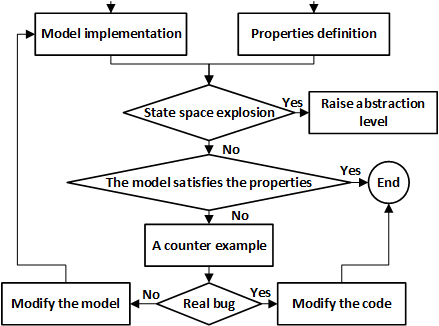 Model implementation
Properties definition
State space explosion
Yes
Raise abstraction
level
No
The model satisfies the properties
Yes
End
No
A counter example
Modify the model
No
Real bug
Yes
Modify the code